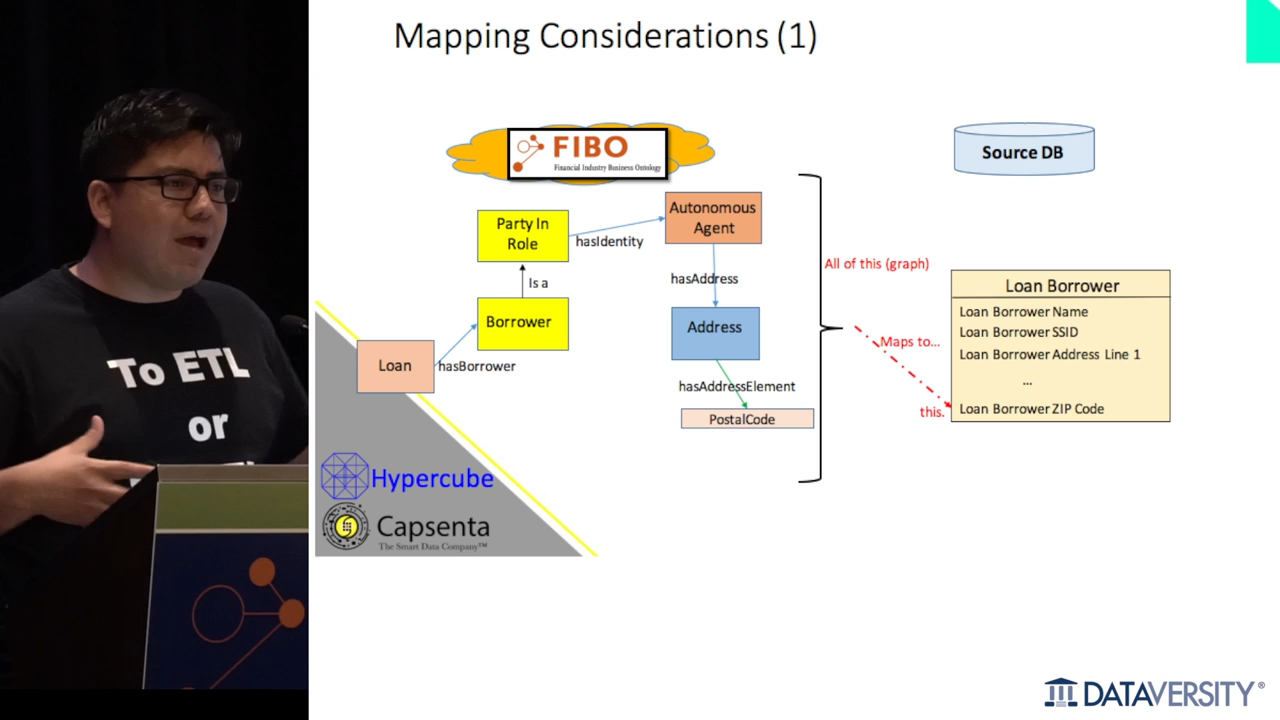 Mapping Considerations (1)
FIBO
Financial Industry Business Ontology
Source DB
Party In
Role
hasIdentity
Autonomous
Agent
Is a
hasAddress
Borrower
Address
Loan
hasBorrower
hasAddressElement
PostalCode
All of this (graph)
Maps to...
this.
Loan Borrower
Loan Borrower Name
Loan Borrower SSID
Loan Borrower Address Line 1
...
Loan Borrower ZIP Code
Hypercube
Capsenta
The Smart Data Company™
To ETL
or
DATAVERSITY®